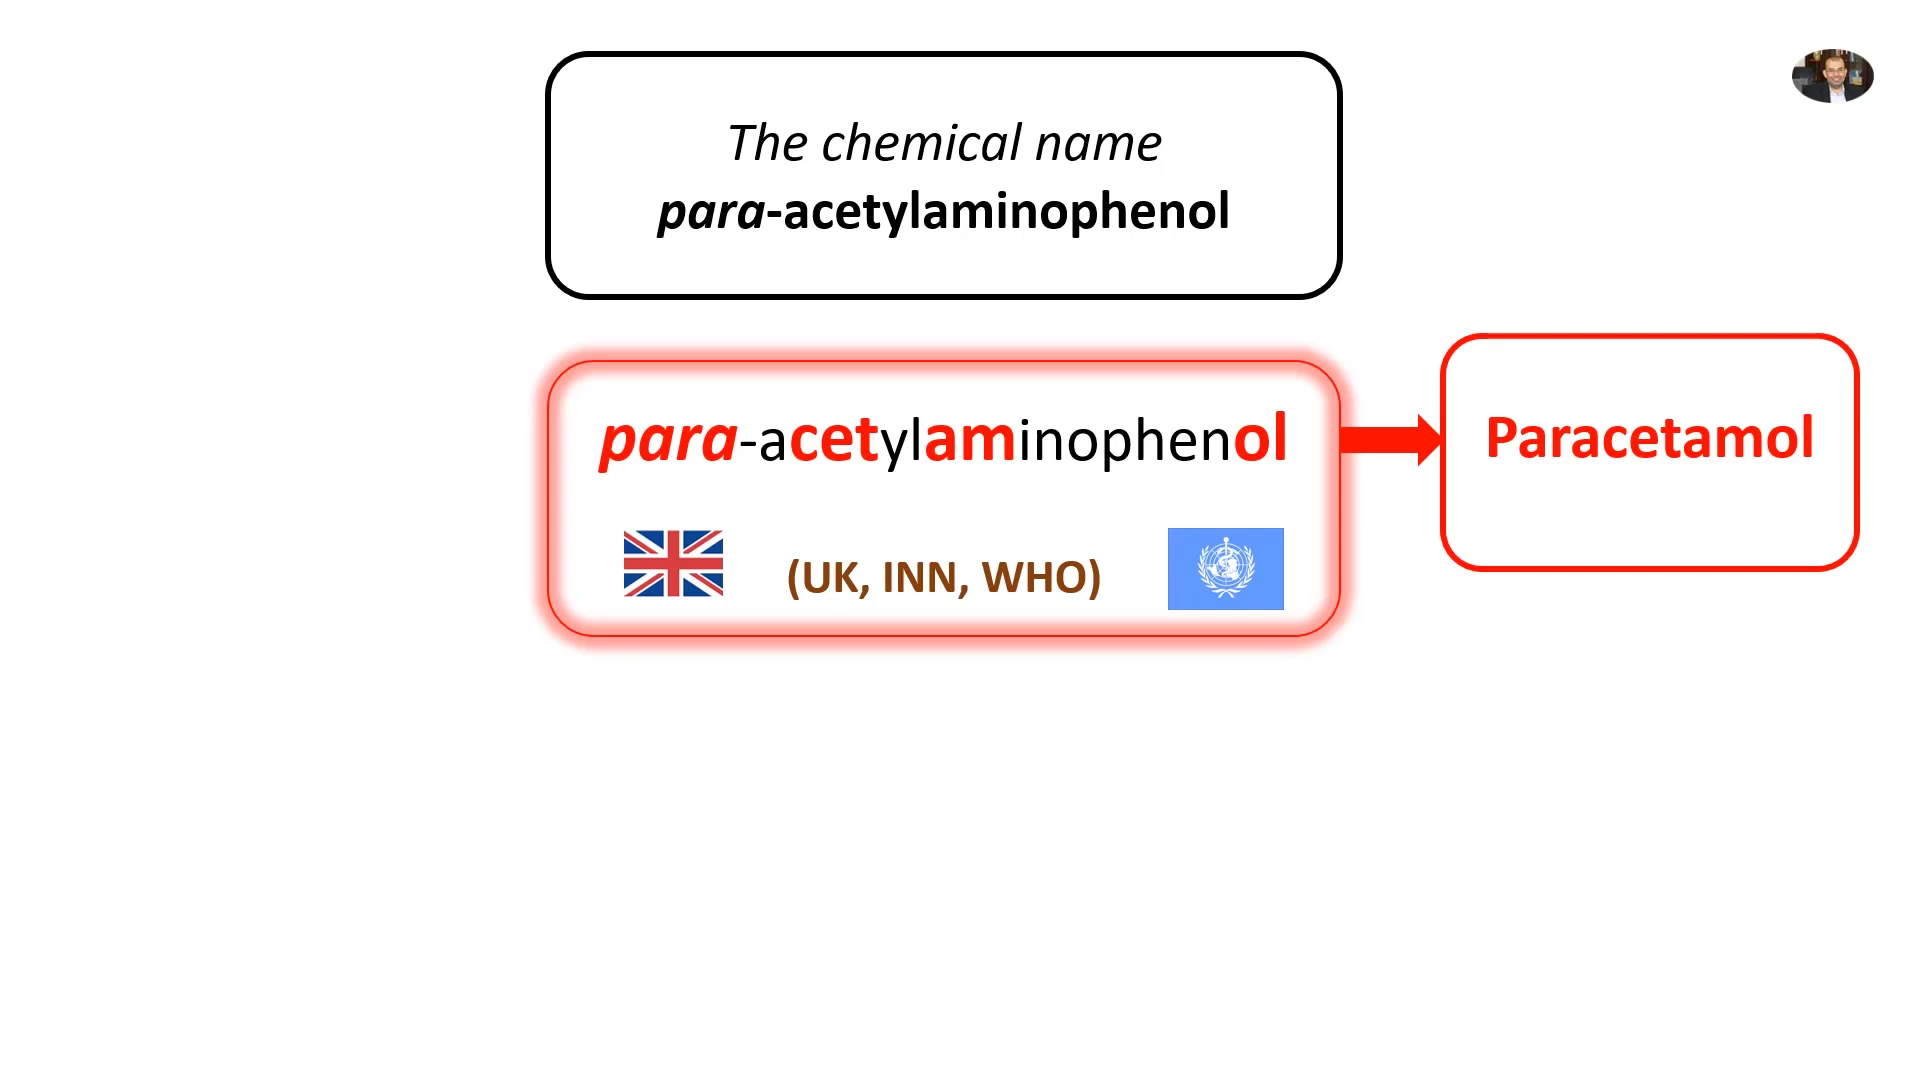 The chemical name
para-acetylaminophenol
para-acetylaminophenol
Paracetamol
(UK, INN, WHO)